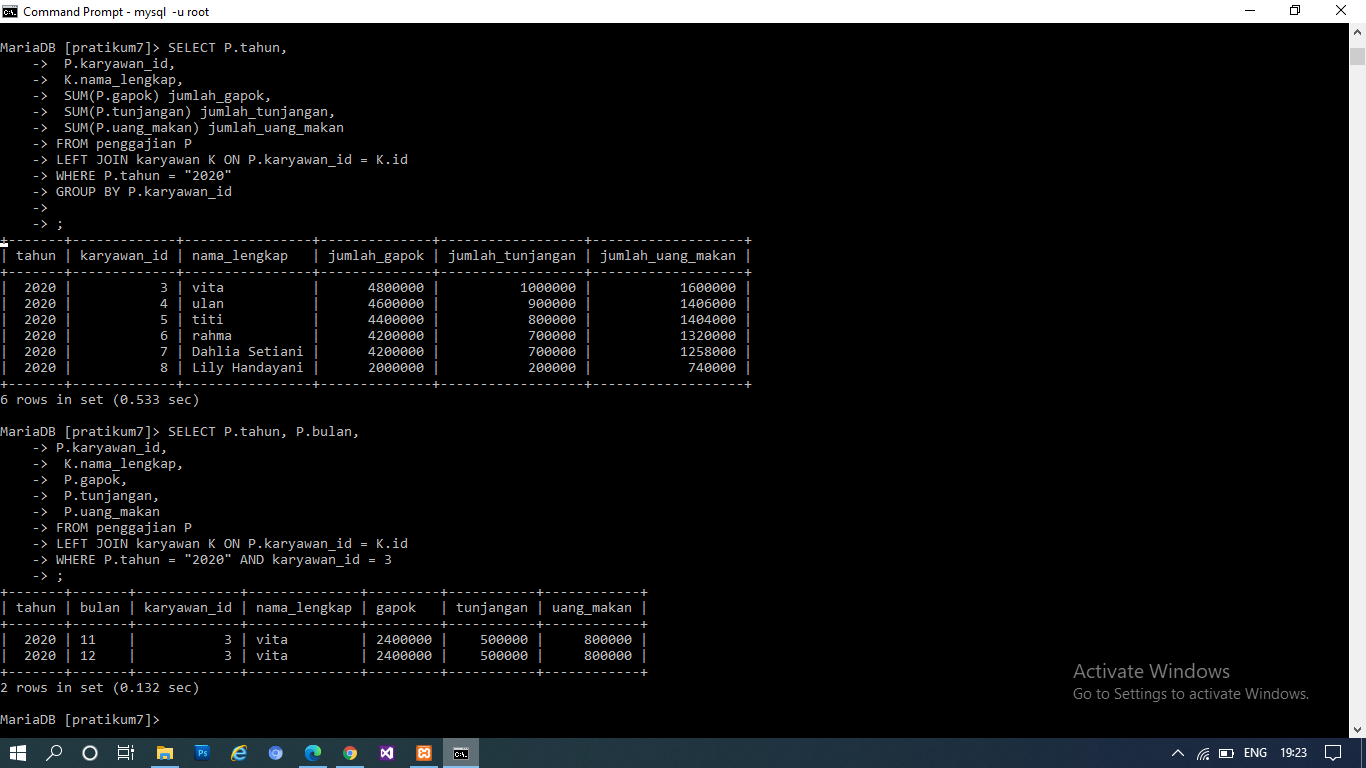 Command Prompt - mysql  -u root
MariaDB [pratikum7]> SELECT P.tahun,
    ->  P.karyawan_id,
    ->  K.nama_lengkap,
    ->  SUM(P.gapok) jumlah_gapok,
    ->  SUM(P.tunjangan) jumlah_tunjangan,
    ->  SUM(P.uang_makan) jumlah_uang_makan
    -> FROM penggajian P
    -> LEFT JOIN karyawan K ON P.karyawan_id = K.id
    -> WHERE P.tahun = "2020"
    -> GROUP BY P.karyawan_id
    ->
    -> ;
+-------+-------------+----------------+--------------+------------------+-------------------+
| tahun | karyawan_id | nama_lengkap   | jumlah_gapok | jumlah_tunjangan | jumlah_uang_makan |
+-------+-------------+----------------+--------------+------------------+-------------------+
|  2020 |           3 | vita           |      4800000 |          1000000 |           1600000 |
|  2020 |           4 | ulan           |      4600000 |           900000 |           1406000 |
|  2020 |           5 | titi           |      4400000 |           800000 |           1404000 |
|  2020 |           6 | rahma          |      4200000 |           700000 |           1320000 |
|  2020 |           7 | Dahlia Setiani |      4200000 |           700000 |           1258000 |
|  2020 |           8 | Lily Handayani |      2000000 |           200000 |            740000 |
+-------+-------------+----------------+--------------+------------------+-------------------+
6 rows in set (0.533 sec)
MariaDB [pratikum7]> SELECT P.tahun, P.bulan,
    -> P.karyawan_id,
    ->  K.nama_lengkap,
    ->  P.gapok,
    ->  P.tunjangan,
    ->  P.uang_makan
    -> FROM penggajian P
    -> LEFT JOIN karyawan K ON P.karyawan_id = K.id
    -> WHERE P.tahun = "2020" AND karyawan_id = 3
    -> ;
+-------+-------+-------------+--------------+---------+-----------+------------+
| tahun | bulan | karyawan_id | nama_lengkap | gapok   | tunjangan | uang_makan |
+-------+-------+-------------+--------------+---------+-----------+------------+
|  2020 | 11    |           3 | vita         | 2400000 |    500000 |     800000 |
|  2020 | 12    |           3 | vita         | 2400000 |    500000 |     800000 |
+-------+-------+-------------+--------------+---------+-----------+------------+
2 rows in set (0.132 sec)
MariaDB [pratikum7]>
Activate Windows
Go to Settings to activate Windows.
Ps
ENG
19:23